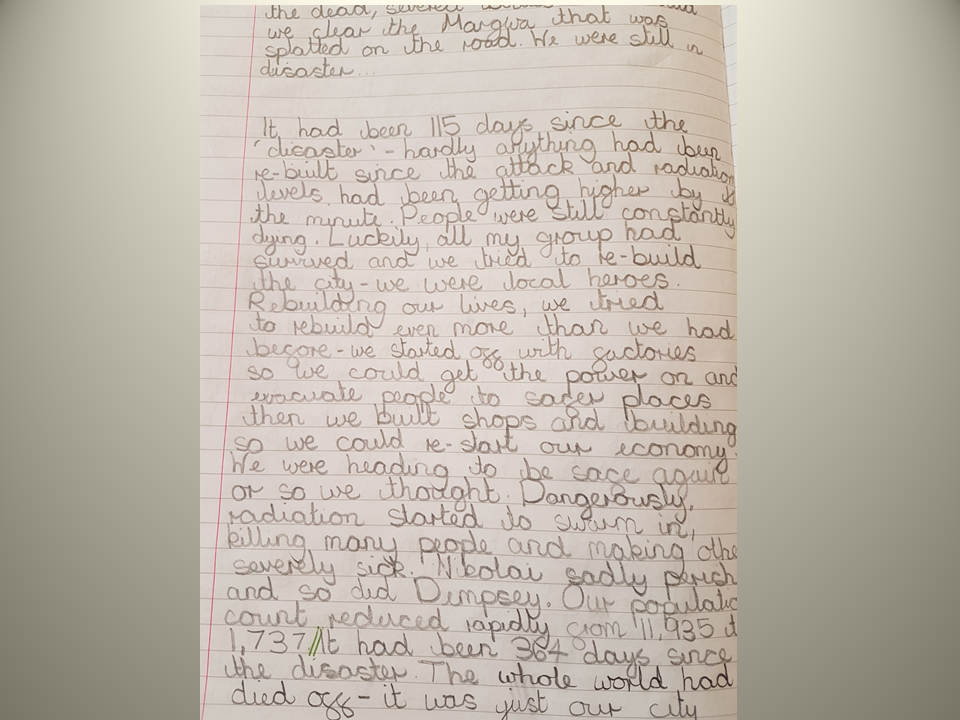 the dead, severed
we clear the Margwa that was
splatted on the road. We were still in
disaster...
It had been 115 days since the
'disaster' - hardly anything had been
re-built since the attack and radiation
levels had been getting higher by
the minute. People were still constantly
dying. Luckily, all my group had
survived and we tried to re-build
the city - we were local heroes.
Rebuilding our lives, we tried
to rebuild even more than we had
before - we started off with factories
so we could get the power on and
evacuate people to safer places
then we built shops and building
so we could re-start our economy.
We were heading to be safe again
or so we thought. Dangerously,
radiation started to swarm in,
killing many people and making othe
severely sick. Nikolai sadly perish
and so did Dempsey. Our populatio
count reduced rapidly from 11,935 t
1,737//It had been 364 days since
the disaster. The whole world had
died off - it was just our city